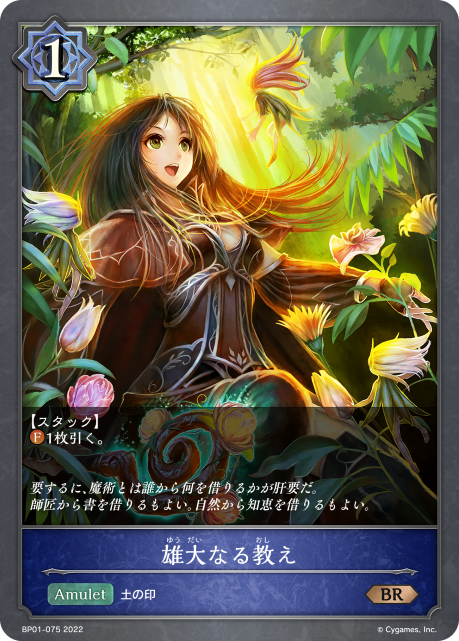 1
【スタック】
F 1枚引く。
要するに、魔術とは誰から何を借りるかが肝要だ。
師匠から書を借りるもよい。自然から知恵を借りるもよい。
ゆうだい おし
雄大なる教え
Amulet 土の印 BR
BP01-075 2022 © Cygames, Inc.